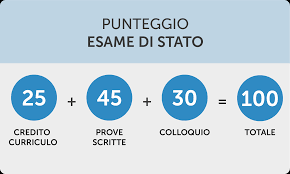 PUNTEGGIO
ESAME DI STATO
25 + 45 + 30 = 100
CREDITO PROVE COLLOQUIO TOTALE
CURRICULO SCRITTE